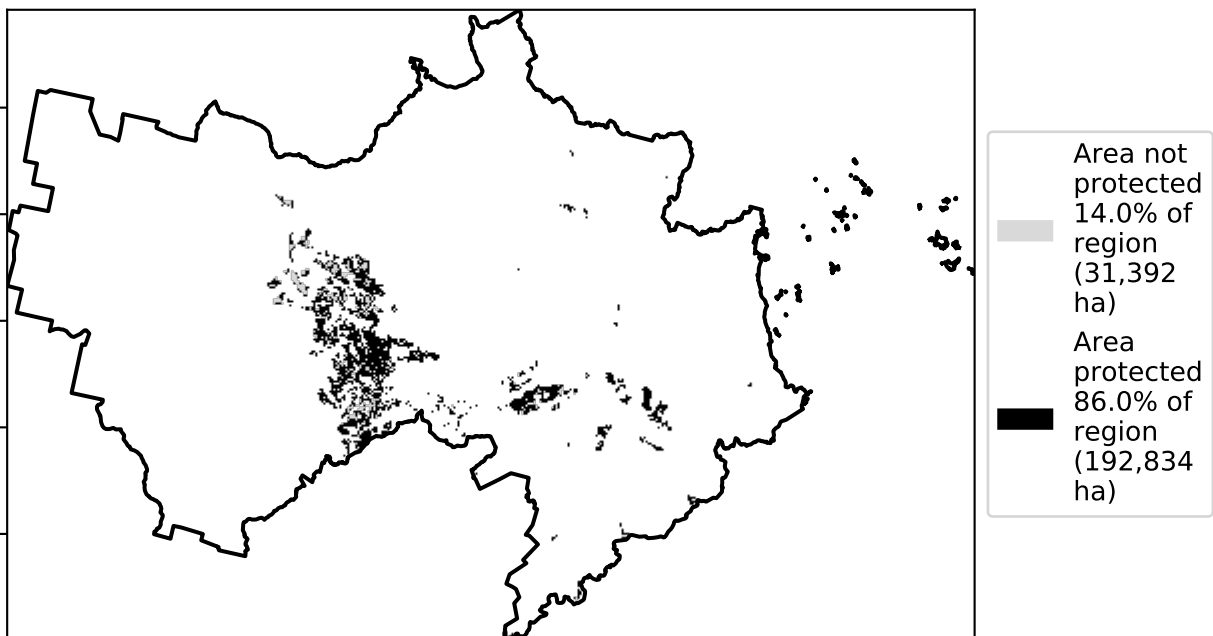 Area not
protected
14.0% of
region
(31,392
ha)
Area
protected
86.0% of
region
(192,834
ha)